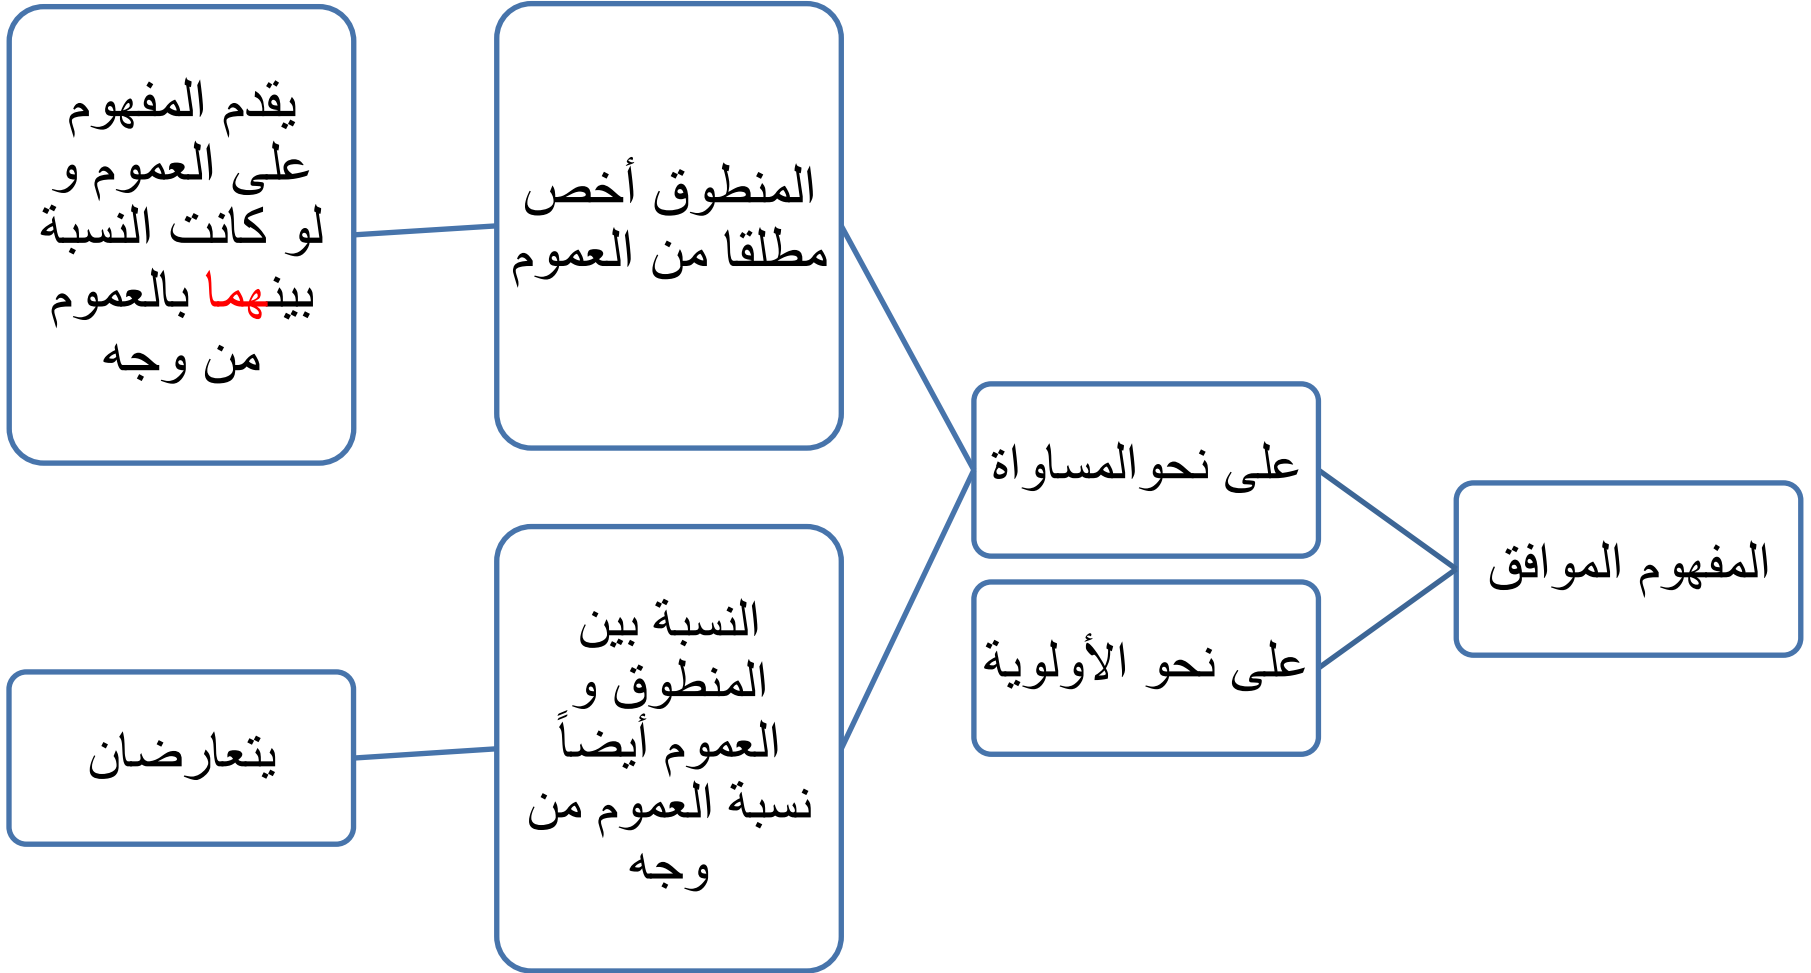 المفهوم الموافق
على نحوالمساواة
على نحو الأولوية
المنطوق أخص
مطلقا من العموم
يقدم المفهوم
على العموم و
لو كانت النسبة
بينهما بالعموم
من وجه
النسبة بين
المنطوق و
العموم أيضاً
نسبة العموم من
وجه
يتعارضان